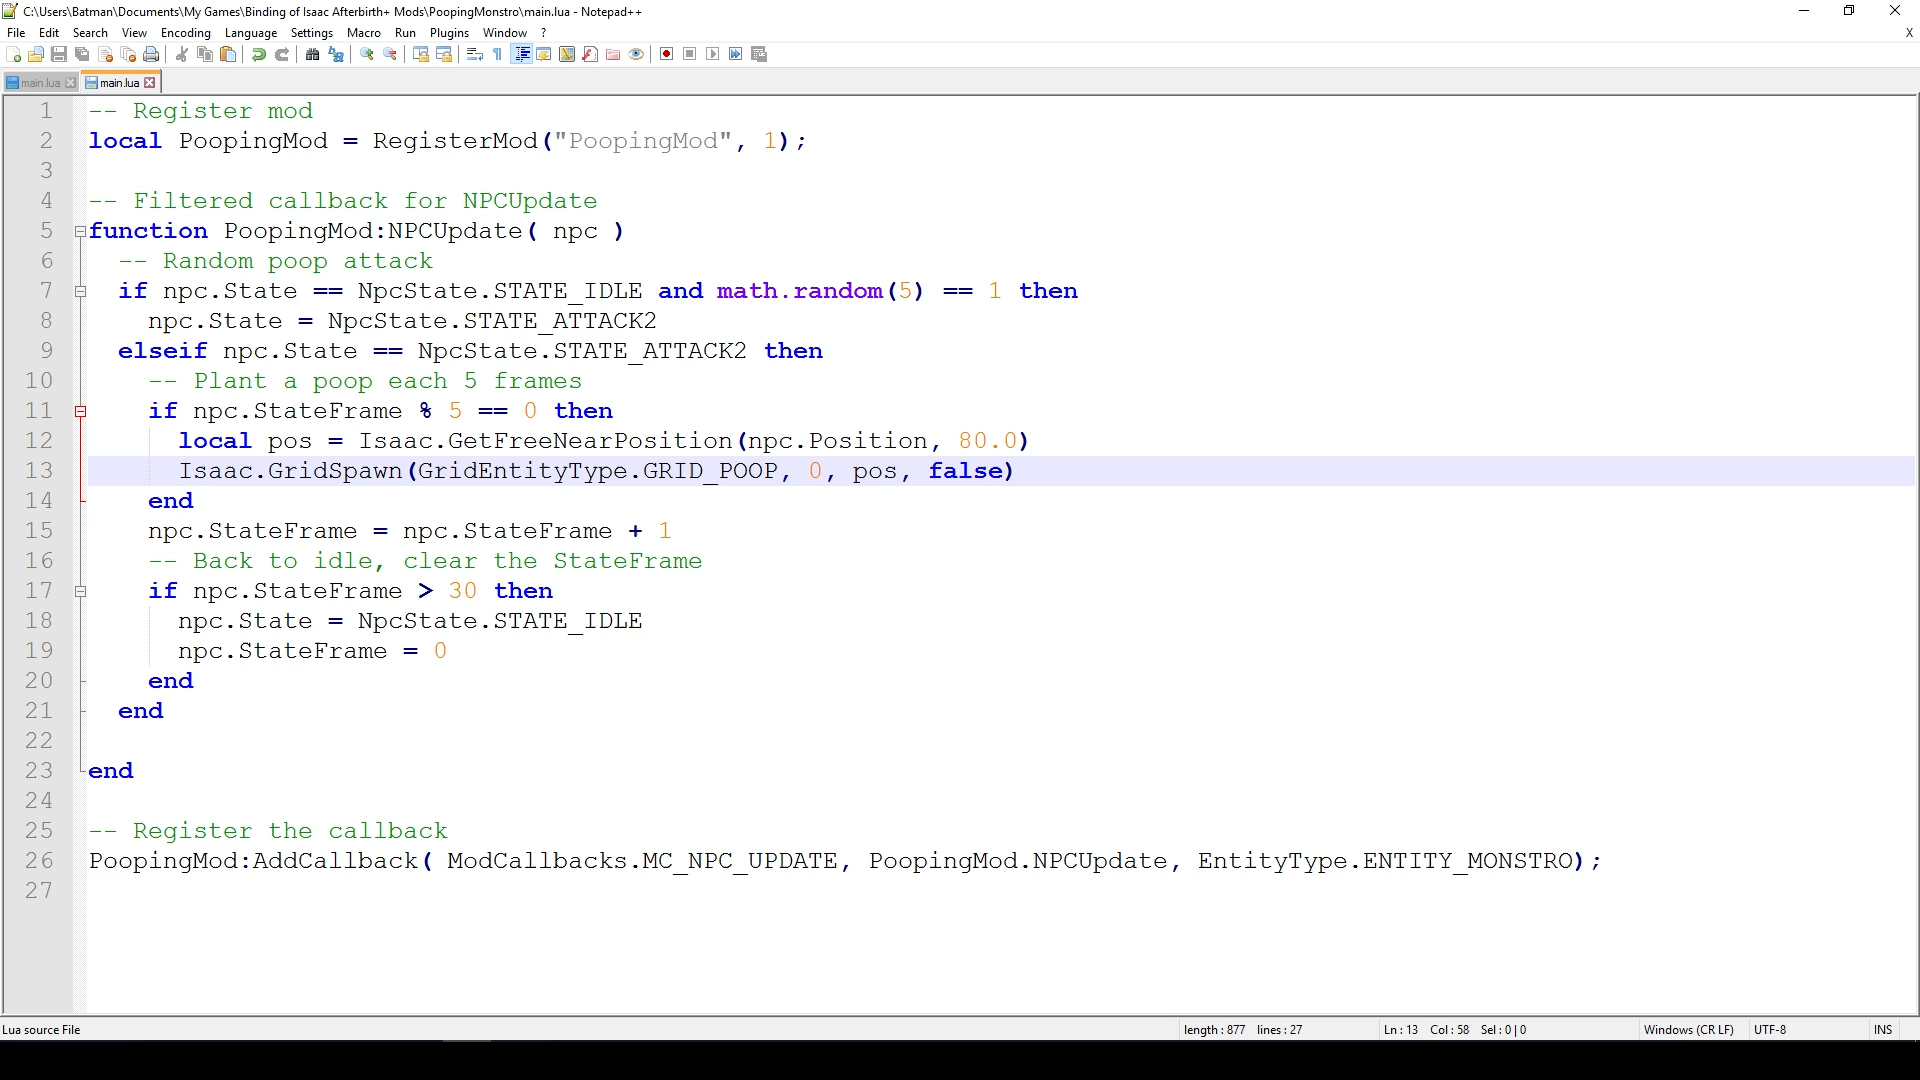 C:\Users\Batman\Documents\My Games\Binding of Isaac Afterbirth+ Mods\PoopingMonstro\main.lua - Notepad++
File Edit Search View Encoding Language Settings Macro Run Plugins Window ? X
main.lua main.lua
1 -- Register mod
2 local PoopingMod = RegisterMod("PoopingMod", 1);
3
4 -- Filtered callback for NPCUpdate
5 function PoopingMod:NPCUpdate( npc )
6 -- Random poop attack
7 if npc.State == NpcState.STATE_IDLE and math.random(5) == 1 then
8 npc.State = NpcState.STATE_ATTACK2
9 elseif npc.State == NpcState.STATE_ATTACK2 then
10 -- Plant a poop each 5 frames
11 if npc.StateFrame % 5 == 0 then
12 local pos = Isaac.GetFreeNearPosition(npc.Position, 80.0)
13 Isaac.GridSpawn(GridEntityType.GRID_POOP, 0, pos, false)
14 end
15 npc.StateFrame = npc.StateFrame + 1
16 -- Back to idle, clear the StateFrame
17 if npc.StateFrame > 30 then
18 npc.State = NpcState.STATE_IDLE
19 npc.StateFrame = 0
20 end
21 end
22
23 end
24
25 -- Register the callback
26 PoopingMod:AddCallback( ModCallbacks.MC_NPC_UPDATE, PoopingMod.NPCUpdate, EntityType.ENTITY_MONSTRO);
27
Lua source File length : 877 lines : 27 Ln : 13 Col : 58 Sel : 0 | 0 Windows (CR LF) UTF-8 INS